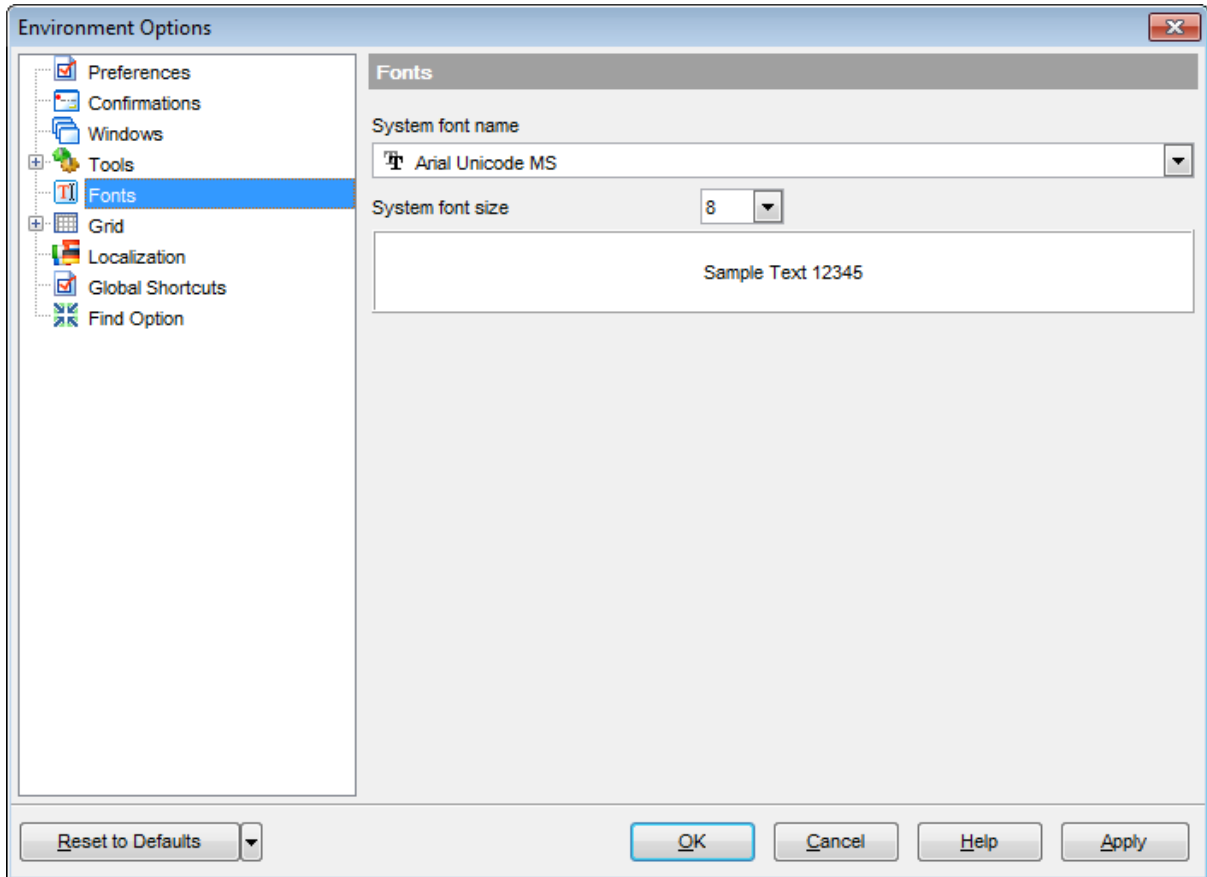 Environment Options
Preferences
Confirmations
Windows
Tools
Fonts
Grid
Localization
Global Shortcuts
Find Option
Fonts
System font name
Arial Unicode MS
System font size
8
Sample Text 12345
Reset to Defaults
OK
Cancel
Help
Apply